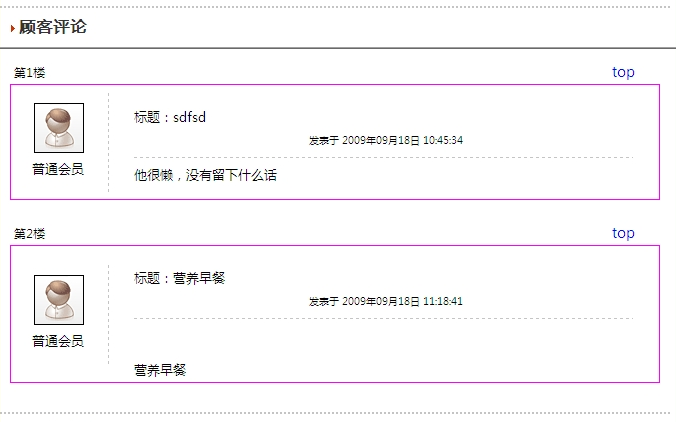 顾客评论
第1楼 top
标题：sdfsd
发表于 2009年09月18日 10:45:34
普通会员
他很懒，没有留下什么话
第2楼 top
标题：营养早餐
发表于 2009年09月18日 11:18:41
普通会员
营养早餐